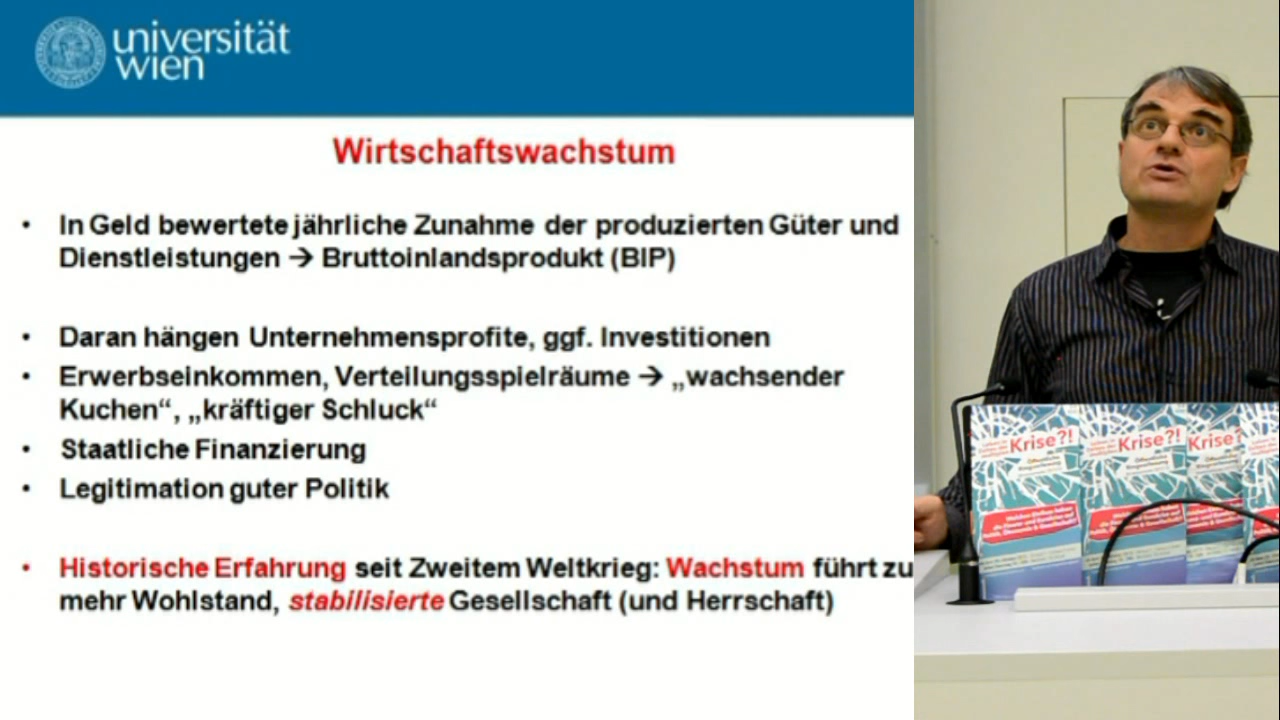 universität
wien
Wirtschaftswachstum
• In Geld bewertete jährliche Zunahme der produzierten Güter und
Dienstleistungen → Bruttoinlandsprodukt (BIP)
• Daran hängen Unternehmensprofite, ggf. Investitionen
• Erwerbseinkommen, Verteilungsspielräume → „wachsender
Kuchen“, „kräftiger Schluck“
• Staatliche Finanzierung
• Legitimation guter Politik
• Historische Erfahrung seit Zweitem Weltkrieg: Wachstum führt zu
mehr Wohlstand, stabilisierte Gesellschaft (und Herrschaft)
Krise?!
Krise?!
Krise?